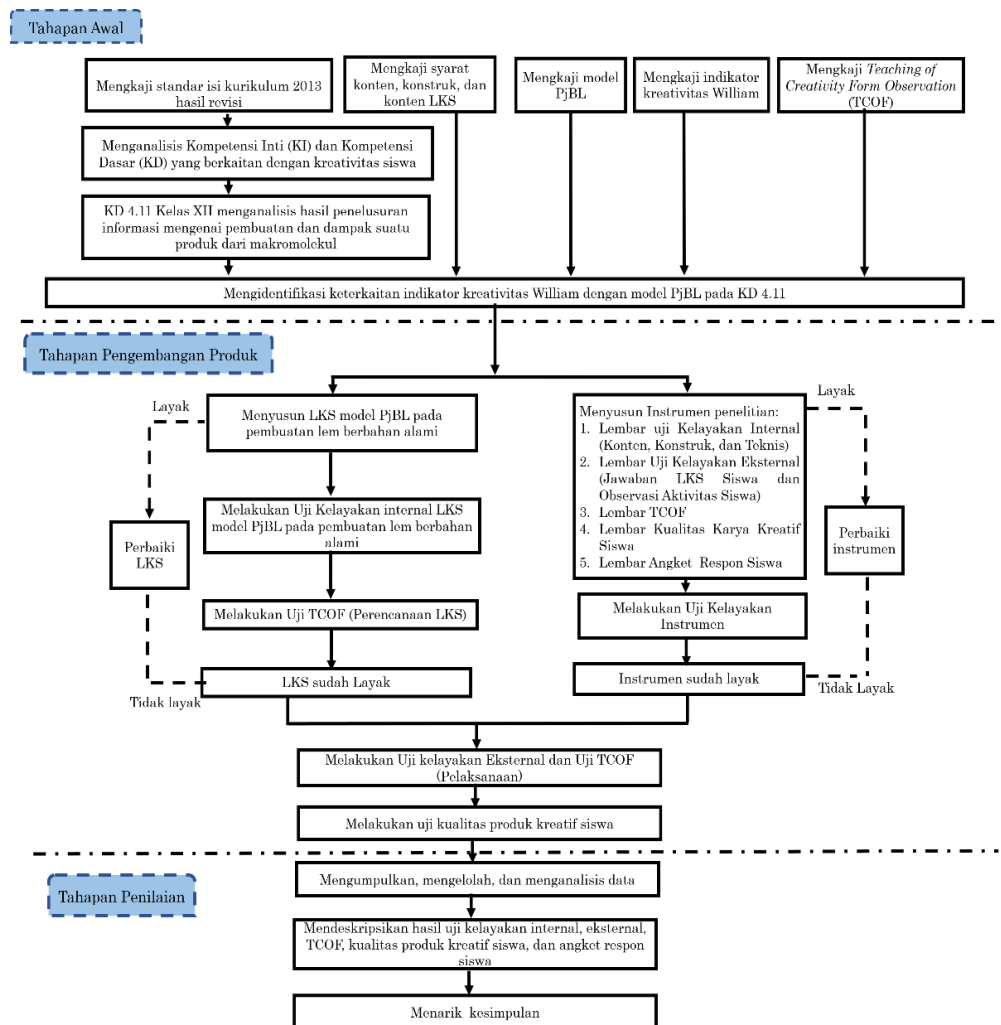 Tahapan Awal
Mengkaji standar isi kurikulum 2013
hasil revisi
Mengkaji syarat
konten, konstruk, dan
konten LKS
Mengkaji model
PjBL
Mengkaji indikator
kreativitas William
Mengkaji Teaching of
Creativity Form Observation
(TCOF)
Menganalisis Kompetensi Inti (KI) dan Kompetensi
Dasar (KD) yang berkaitan dengan kreativitas siswa
KD 4.11 Kelas XII menganalisis hasil penelusuran
informasi mengenai pembuatan dan dampak suatu
produk dari makromolekul
Mengidentifikasi keterkaitan indikator kreativitas William dengan model PjBL pada KD 4.11
Tahapan Pengembangan Produk
Layak
Menyusun LKS model PjBL pada
pembuatan lem berbahan alami
Melakukan Uji Kelayakan internal LKS
model PjBL pada pembuatan lem berbahan
alami
Perbaiki
LKS
Melakukan Uji TCOF (Perencanaan LKS)
LKS sudah Layak
Tidak layak
Menyusun Instrumen penelitian:
1. Lembar uji Kelayakan Internal
(Konten, Konstruk, dan Teknis)
2. Lembar Uji Kelayakan Eksternal
(Jawaban LKS Siswa dan
Observasi Aktivitas Siswa)
3. Lembar TCOF
4. Lembar Kualitas Karya Kreatif
Siswa
5. Lembar Angket Respon Siswa
Layak
Perbaiki
instrumen
Melakukan Uji Kelayakan
Instrumen
Instrumen sudah layak
Tidak Layak
Melakukan Uji kelayakan Eksternal dan Uji TCOF
(Pelaksanaan)
Melakukan uji kualitas produk kreatif siswa
Tahapan Penilaian
Mengumpulkan, mengelolah, dan menganalisis data
Mendeskripsikan hasil uji kelayakan internal, eksternal,
TCOF, kualitas produk kreatif siswa, dan angket respon
siswa
Menarik kesimpulan